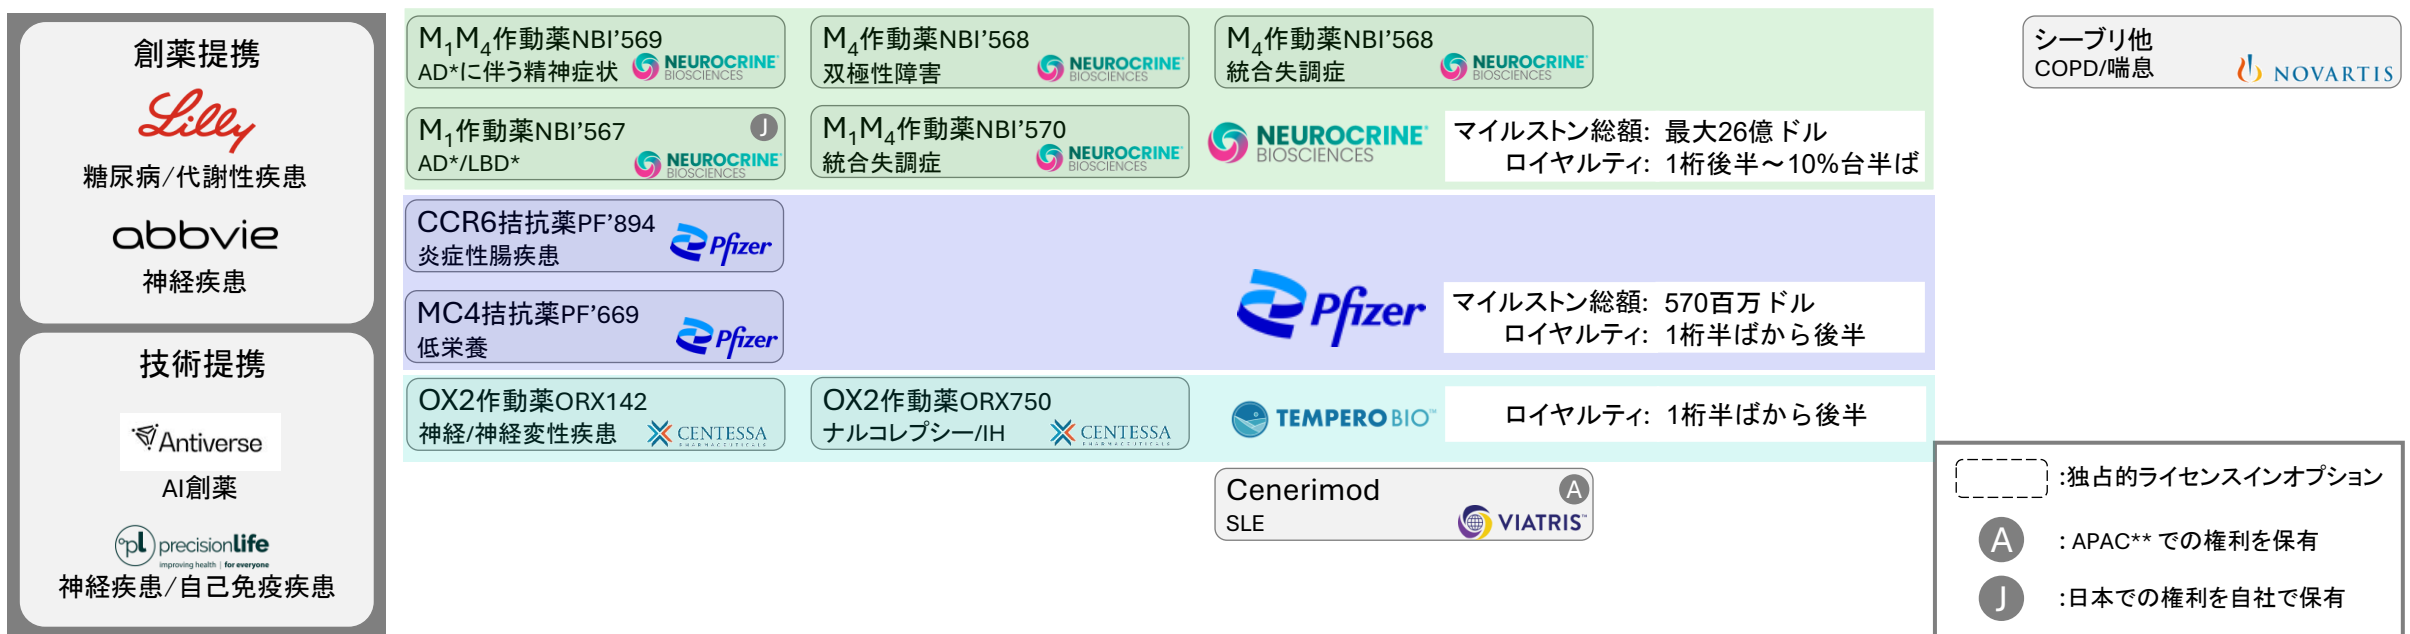 創薬提携
Lilly
糖尿病/代謝性疾患
abbvie
神経疾患
技術提携
Antiverse
AI創薬
pl precisionlife
improving health | for everyone
神経疾患/自己免疫疾患
M1M4作動薬NBI’569
AD*に伴う精神症状 NEUROCRINE BIOSCIENCES
M4作動薬NBI’568
双極性障害 NEUROCRINE BIOSCIENCES
M4作動薬NBI’568
統合失調症 NEUROCRINE BIOSCIENCES
シーブリ他
COPD/喘息 NOVARTIS
M1作動薬NBI’567 J
AD*/LBD* NEUROCRINE BIOSCIENCES
M1M4作動薬NBI’570
統合失調症 NEUROCRINE BIOSCIENCES
NEUROCRINE
BIOSCIENCES
マイルストン総額: 最大26億ドル
ロイヤルティ: 1桁後半～10%台半ば
CCR6拮抗薬PF’894
炎症性腸疾患 Pfizer
MC4拮抗薬PF’669
低栄養 Pfizer
Pfizer
マイルストン総額: 570百万ドル
ロイヤルティ: 1桁半ばから後半
OX2作動薬ORX142
神経/神経変性疾患 CENTESSA PHARMACEUTICALS
OX2作動薬ORX750
ナルコレプシー/IH CENTESSA PHARMACEUTICALS
TEMPERO BIO™
ロイヤルティ: 1桁半ばから後半
Cenerimod A
SLE VIATRIS™
:独占的ライセンスインオプション
A : APAC** での権利を保有
J :日本での権利を自社で保有